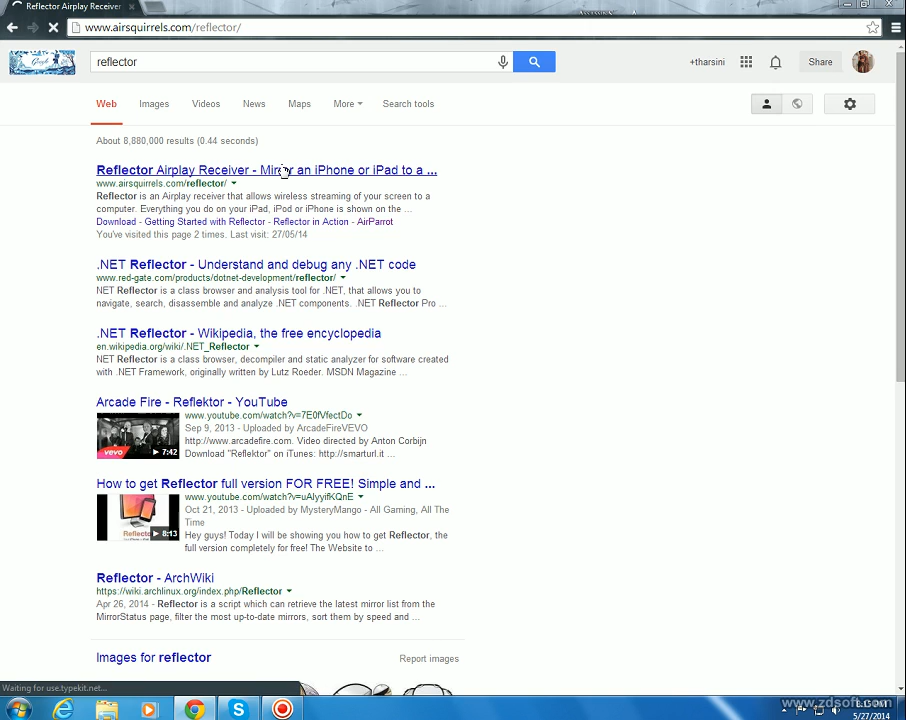 Reflector Airplay Receiver
www.airsquirrels.com/reflector/
Google
reflector
+tharsini
Share
Web
Images
Videos
News
Maps
More
Search tools
About 8,880,000 results (0.44 seconds)
Reflector Airplay Receiver - Mirror an iPhone or iPad to a ...
www.airsquirrels.com/reflector/
Reflector is an Airplay receiver that allows wireless streaming of your screen to a
computer. Everything you do on your iPad, iPod or iPhone is shown on the ...
Download - Getting Started with Reflector - Reflector in Action - AirParrot
You've visited this page 2 times. Last visit: 27/05/14
.NET Reflector - Understand and debug any .NET code
www.red-gate.com/products/dotnet-development/reflector/
NET Reflector is a class browser and analysis tool for .NET, that allows you to
navigate, search, disassemble and analyze .NET components. .NET Reflector Pro ...
.NET Reflector - Wikipedia, the free encyclopedia
en.wikipedia.org/wiki/.NET_Reflector
NET Reflector is a class browser, decompiler and static analyzer for software created
with .NET Framework, originally written by Lutz Roeder. MSDN Magazine ...
Arcade Fire - Reflektor - YouTube
www.youtube.com/watch?v=7E0fVfectDo
Sep 9, 2013 - Uploaded by ArcadeFireVEVO
http://www.arcadefire.com. Video directed by Anton Corbijn
Download "Reflektor" on iTunes: http://smarturl.it ...
vevo
7:42
How to get Reflector full version FOR FREE! Simple and ...
www.youtube.com/watch?v=uAlyyifKQnE
Oct 21, 2013 - Uploaded by MysteryMango - All Gaming, All The
Time
Hey guys! Today I will be showing you how to get Reflector, the
full version completely for free! The Website to ...
8:13
Reflector - ArchWiki
https://wiki.archlinux.org/index.php/Reflector
Apr 26, 2014 - Reflector is a script which can retrieve the latest mirror list from the
MirrorStatus page, filter the most up-to-date mirrors, sort them by speed and ...
Images for reflector
Report images
Waiting for use.typekit.net...
www.zdsoft.com
5/27/2014